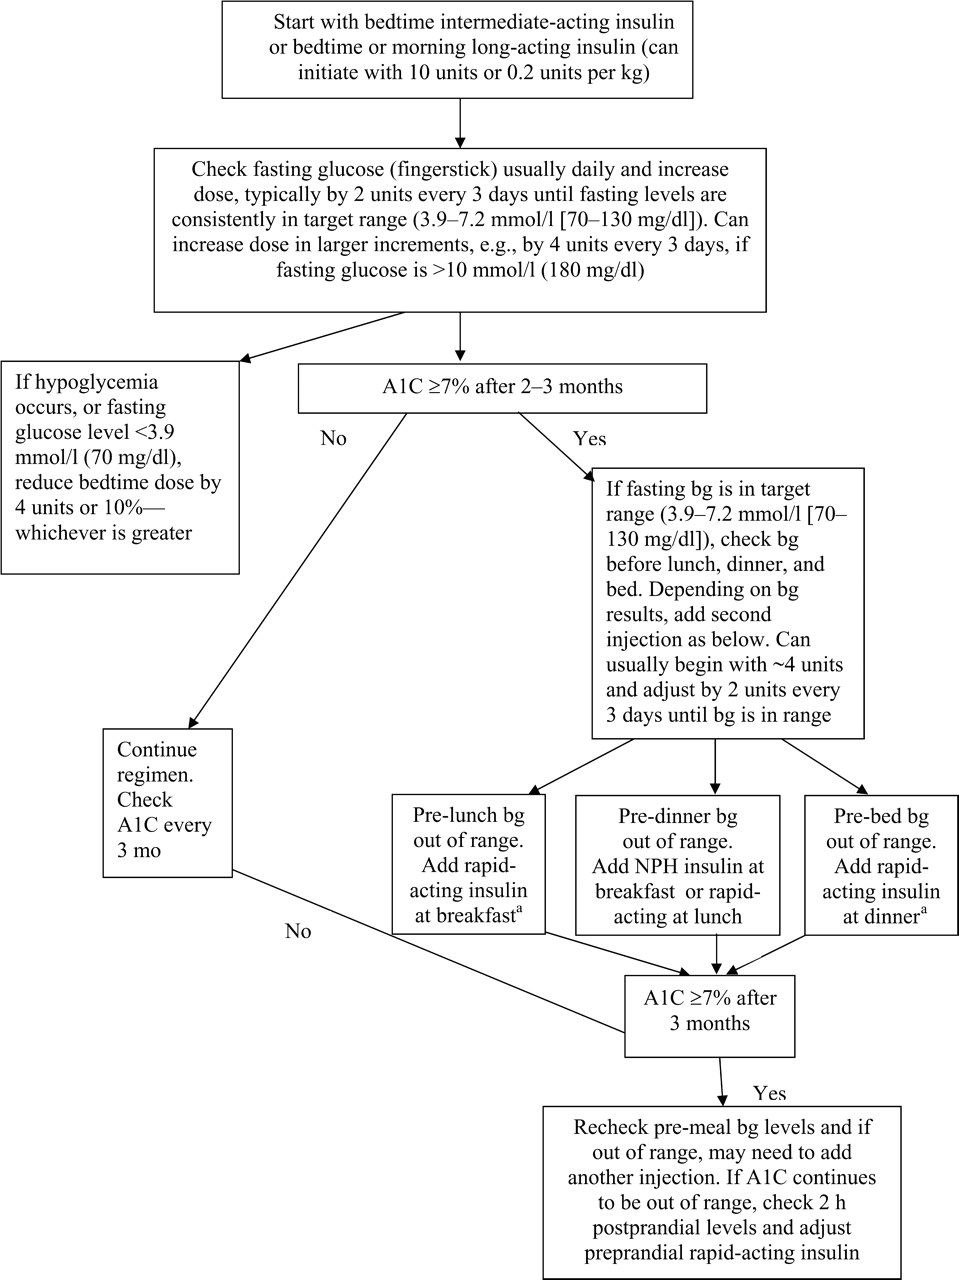 Start with bedtime intermediate-acting insulin
or bedtime or morning long-acting insulin (can
initiate with 10 units or 0.2 units per kg)
Check fasting glucose (fingerstick) usually daily and increase
dose, typically by 2 units every 3 days until fasting levels are
consistently in target range (3.9–7.2 mmol/l [70–130 mg/dl]). Can
increase dose in larger increments, e.g., by 4 units every 3 days, if
fasting glucose is >10 mmol/l (180 mg/dl)
If hypoglycemia
occurs, or fasting
glucose level <3.9
mmol/l (70 mg/dl),
reduce bedtime dose by
4 units or 10%—
whichever is greater
A1C ≥7% after 2–3 months
No
Yes
If fasting bg is in target
range (3.9–7.2 mmol/l [70–
130 mg/dl]), check bg
before lunch, dinner, and
bed. Depending on bg
results, add second
injection as below. Can
usually begin with ~4 units
and adjust by 2 units every
3 days until bg is in range
Continue
regimen.
Check
A1C every
3 mo
Pre-lunch bg
out of range.
Add rapid-
acting insulin
at breakfastᵃ
Pre-dinner bg
out of range.
Add NPH insulin at
breakfast or rapid-
acting at lunch
Pre-bed bg
out of range.
Add rapid-
acting insulin
at dinnerᵃ
No
A1C ≥7% after
3 months
Yes
Recheck pre-meal bg levels and if
out of range, may need to add
another injection. If A1C continues
to be out of range, check 2 h
postprandial levels and adjust
preprandial rapid-acting insulin